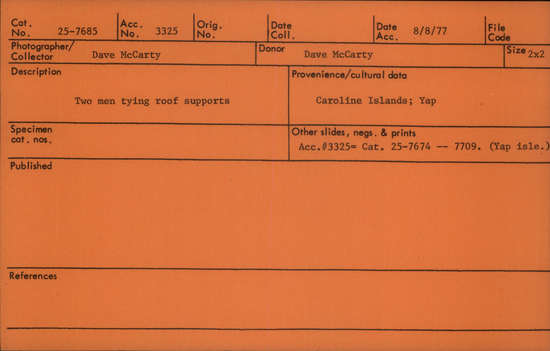 Cat. No. 25-7685 Acc. No. 3325 Orig. No. Date Coll. Date Acc. 8/8/77 File Code
Photographer/Collector Dave McCarty Donor Dave McCarty Size 2x2
Description Provenience/cultural data
Two men tying roof supports Caroline Islands; Yap
Specimen cat. nos. Other slides, negs. & prints
Acc.#3325= Cat. 25-7674 -- 7709. (Yap isle.)
Published
References